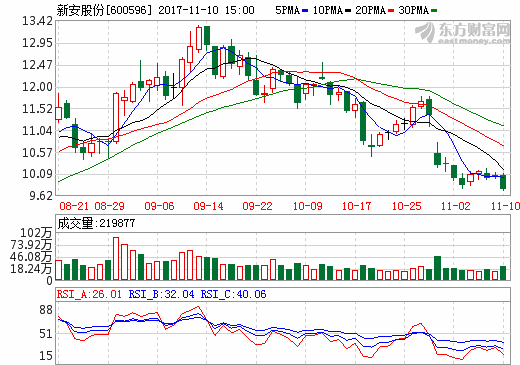 新安股份[600596] 2017-11-10 15:00 5PMA 10PMA 20PMA 30PMA
13.42
东方财富网
eastmoney.com
12.95
12.47
12.00
11.52
11.04
10.57
10.09
9.62
08-21 08-29 09-06 09-14 09-22 10-09 10-17 10-25 11-02 11-10
成交量:219877
102万
73.92万
46.08万
18.24万
0
RSI_A:26.01 RSI_B:32.04 RSI_C:40.06
88
51
15